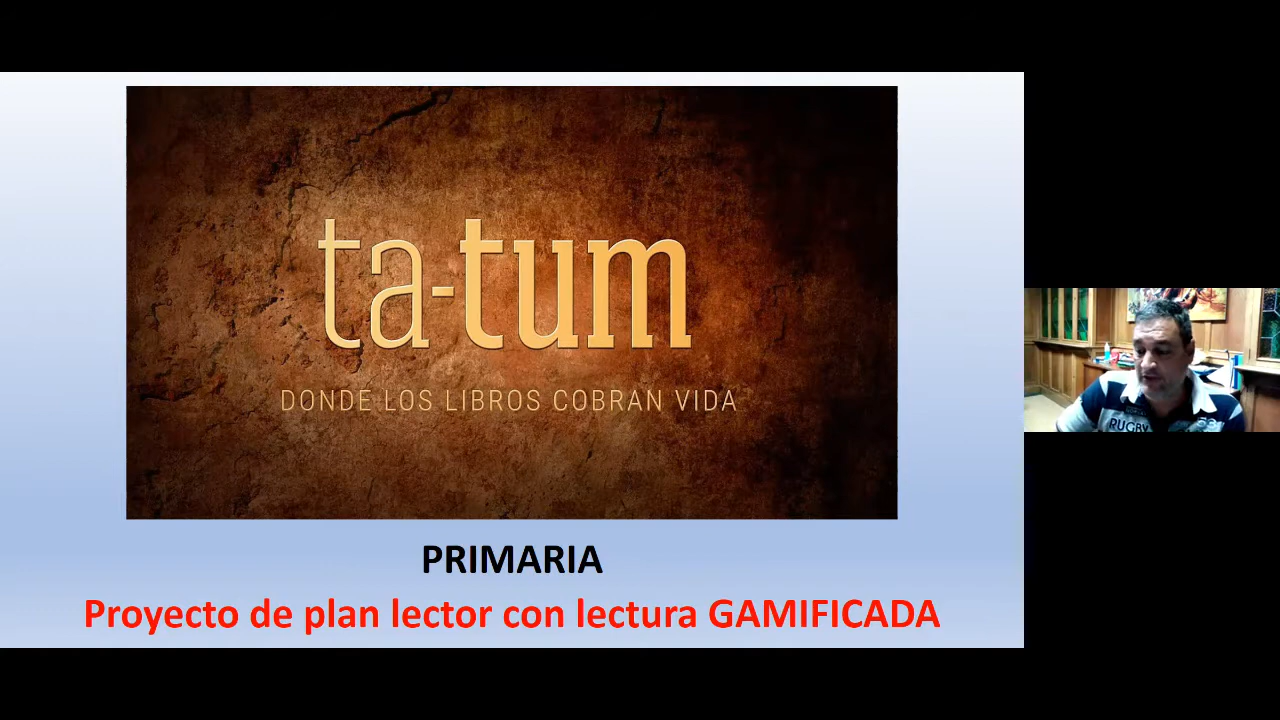 ta-tum
DONDE LOS LIBROS COBRAN VIDA
PRIMARIA
Proyecto de plan lector con lectura GAMIFICADA
RUGBY